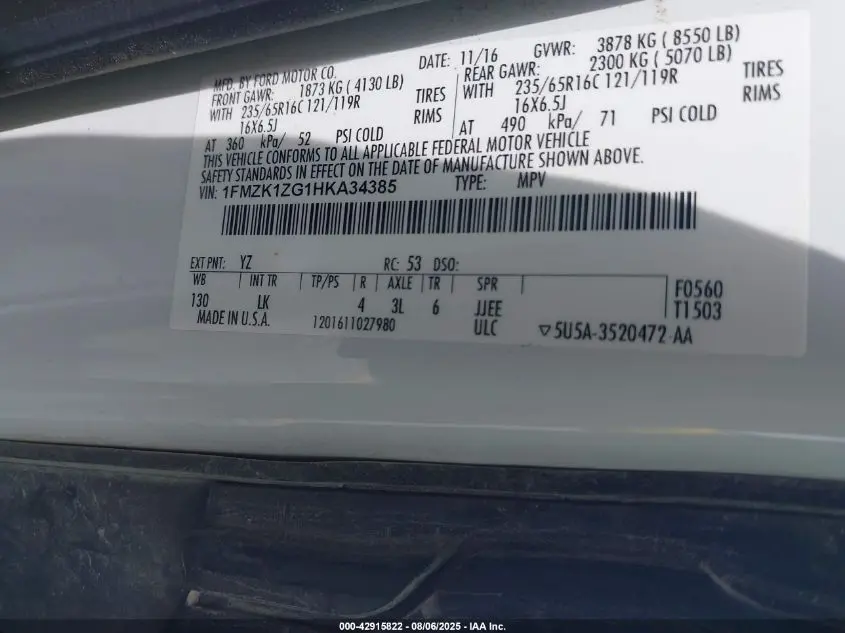 MFD. BY FORD MOTOR CO. DATE: 11/16 GVWR: 3878 KG ( 8550 LB)
FRONT GAWR: 1873 KG ( 4130 LB) REAR GAWR: 2300 KG ( 5070 LB)
WITH 235/65R16C 121/119R TIRES WITH 235/65R16C 121/119R TIRES
16X6.5J RIMS 16X6.5J RIMS
AT 360 kPa/ 52 PSI COLD AT 490 kPa/ 71 PSI COLD
THIS VEHICLE CONFORMS TO ALL APPLICABLE FEDERAL MOTOR VEHICLE
SAFETY STANDARDS IN EFFECT ON THE DATE OF MANUFACTURE SHOWN ABOVE.
VIN: 1FMZK1ZG1HKA34385 TYPE: MPV
EXT PNT: YZ RC: 53 DSO:
WB INT TR TP/PS R AXLE TR SPR F0560
130 LK 4 3L 6 JJEE T1503
MADE IN U.S.A. 1201611027980 ULC ▽5U5A-3520472 AA
000-42915822 - 08/06/2025 - IAA Inc.